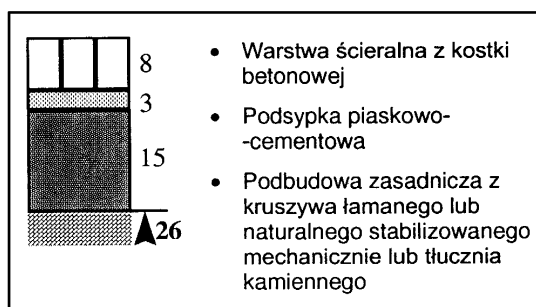 8
3
15
26
• Warstwa ścieralna z kostki
betonowej
• Podsypka piaskowo-
-cementowa
• Podbudowa zasadnicza z
kruszywa łamanego lub
naturalnego stabilizowanego
mechanicznie lub tłucznia
kamiennego